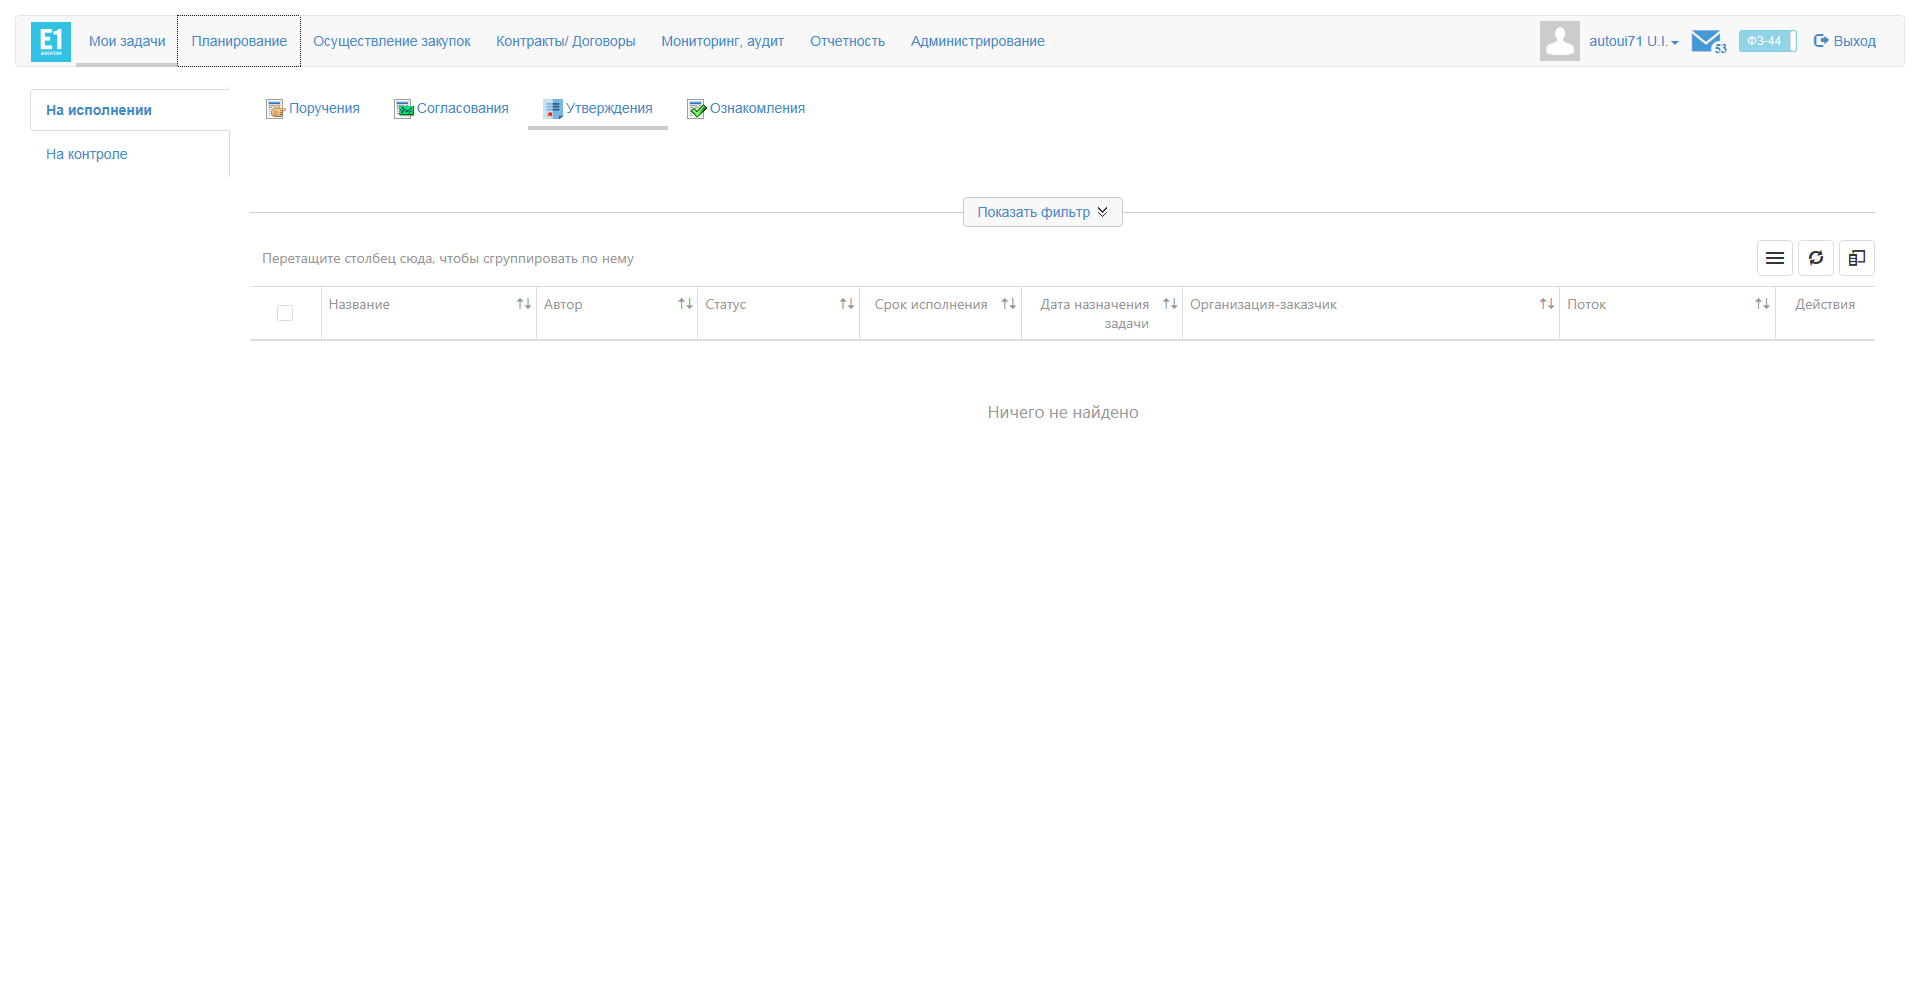 Е1 Мои задачи Планирование Осуществление закупок Контракты/ Договоры Мониторинг, аудит Отчетность Администрирование autoui71 U.I. 53 ФЗ-44 Выход
На исполнении
На контроле
Поручения Согласования Утверждения Ознакомления
Показать фильтр
Перетащите столбец сюда, чтобы сгруппировать по нему
Название Автор Статус Срок исполнения Дата назначения задачи Организация-заказчик Поток Действия
Ничего не найдено